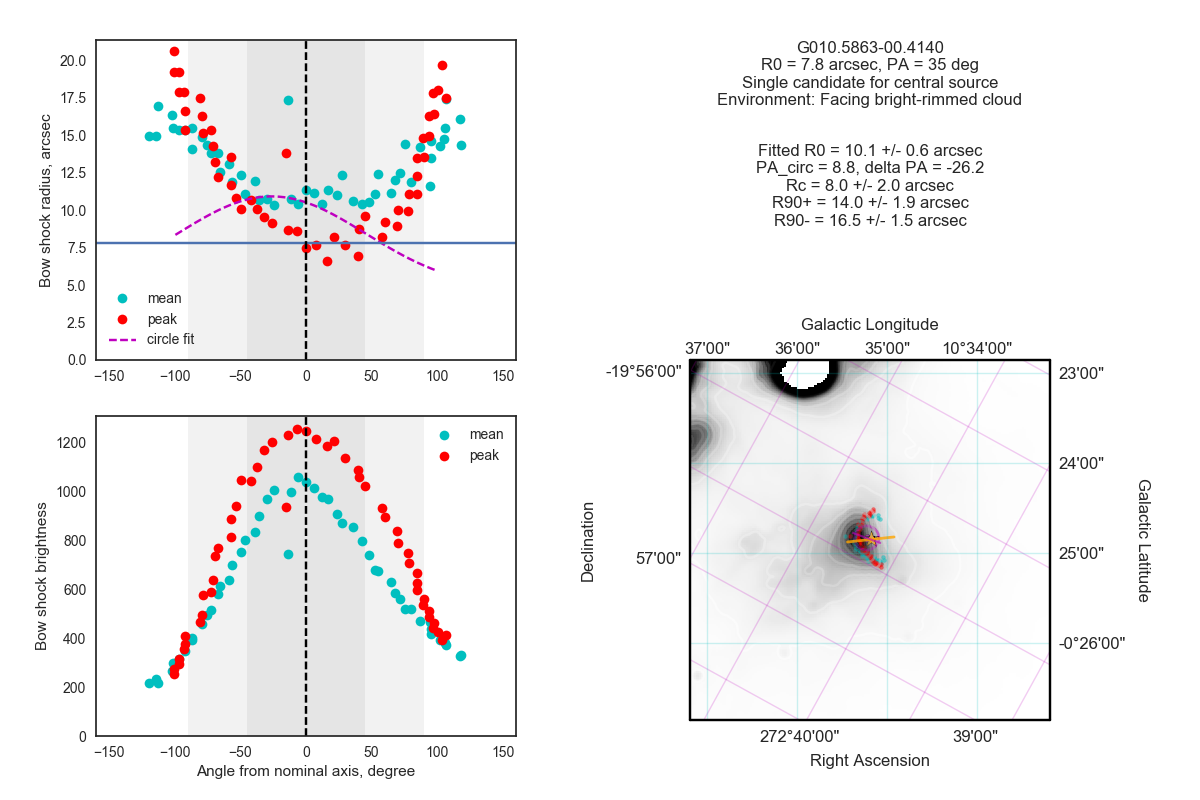 20.0
17.5
15.0
12.5
10.0
7.5
5.0
2.5
0.0
Bow shock radius, arcsec
mean
peak
circle fit
−150
−100
−50
0
50
100
150
1200
1000
800
600
400
200
0
Bow shock brightness
mean
peak
−150
−100
−50
0
50
100
150
Angle from nominal axis, degree
G010.5863-00.4140
R0 = 7.8 arcsec, PA = 35 deg
Single candidate for central source
Environment: Facing bright-rimmed cloud
Fitted R0 = 10.1 +/- 0.6 arcsec
PA_circ = 8.8, delta PA = -26.2
Rc = 8.0 +/- 2.0 arcsec
R90+ = 14.0 +/- 1.9 arcsec
R90- = 16.5 +/- 1.5 arcsec
Galactic Longitude
37'00"
36'00"
35'00"
10°34'00"
-19°56'00"
57'00"
Declination
23'00"
24'00"
25'00"
-0°26'00"
Galactic Latitude
272°40'00"
39'00"
Right Ascension